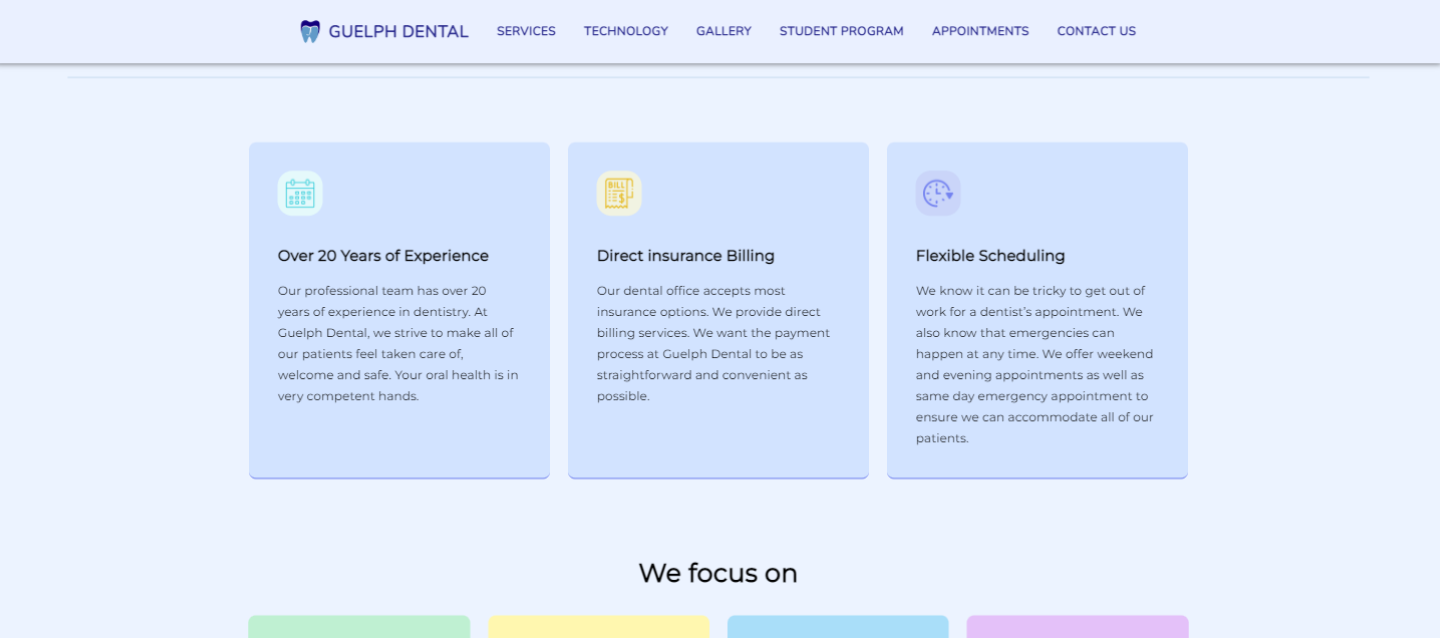 GUELPH DENTAL SERVICES TECHNOLOGY GALLERY STUDENT PROGRAM APPOINTMENTS CONTACT US
BILL
$
Over 20 Years of Experience
Our professional team has over 20
years of experience in dentistry. At
Guelph Dental, we strive to make all of
our patients feel taken care of,
welcome and safe. Your oral health is in
very competent hands.
Direct insurance Billing
Our dental office accepts most
insurance options. We provide direct
billing services. We want the payment
process at Guelph Dental to be as
straightforward and convenient as
possible.
Flexible Scheduling
We know it can be tricky to get out of
work for a dentist's appointment. We
also know that emergencies can
happen at any time. We offer weekend
and evening appointments as well as
same day emergency appointment to
ensure we can accommodate all of our
patients.
We focus on